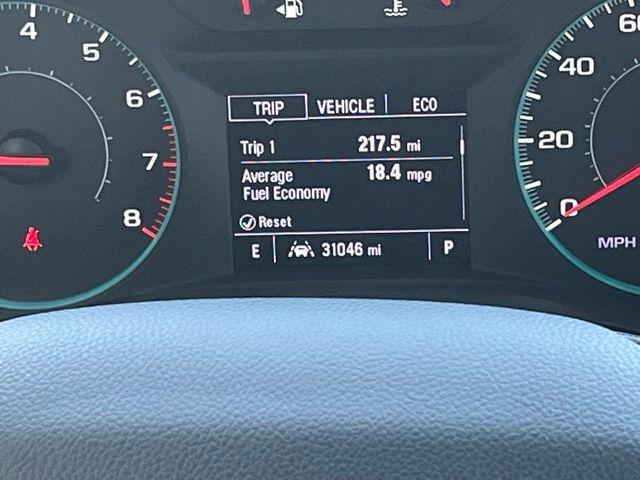 4
5
6
7
8
TRIP VEHICLE ECO
Trip 1 217.5 mi
Average 18.4 mpg
Fuel Economy
Reset
E 31046 mi P
60
40
20
0
MPH